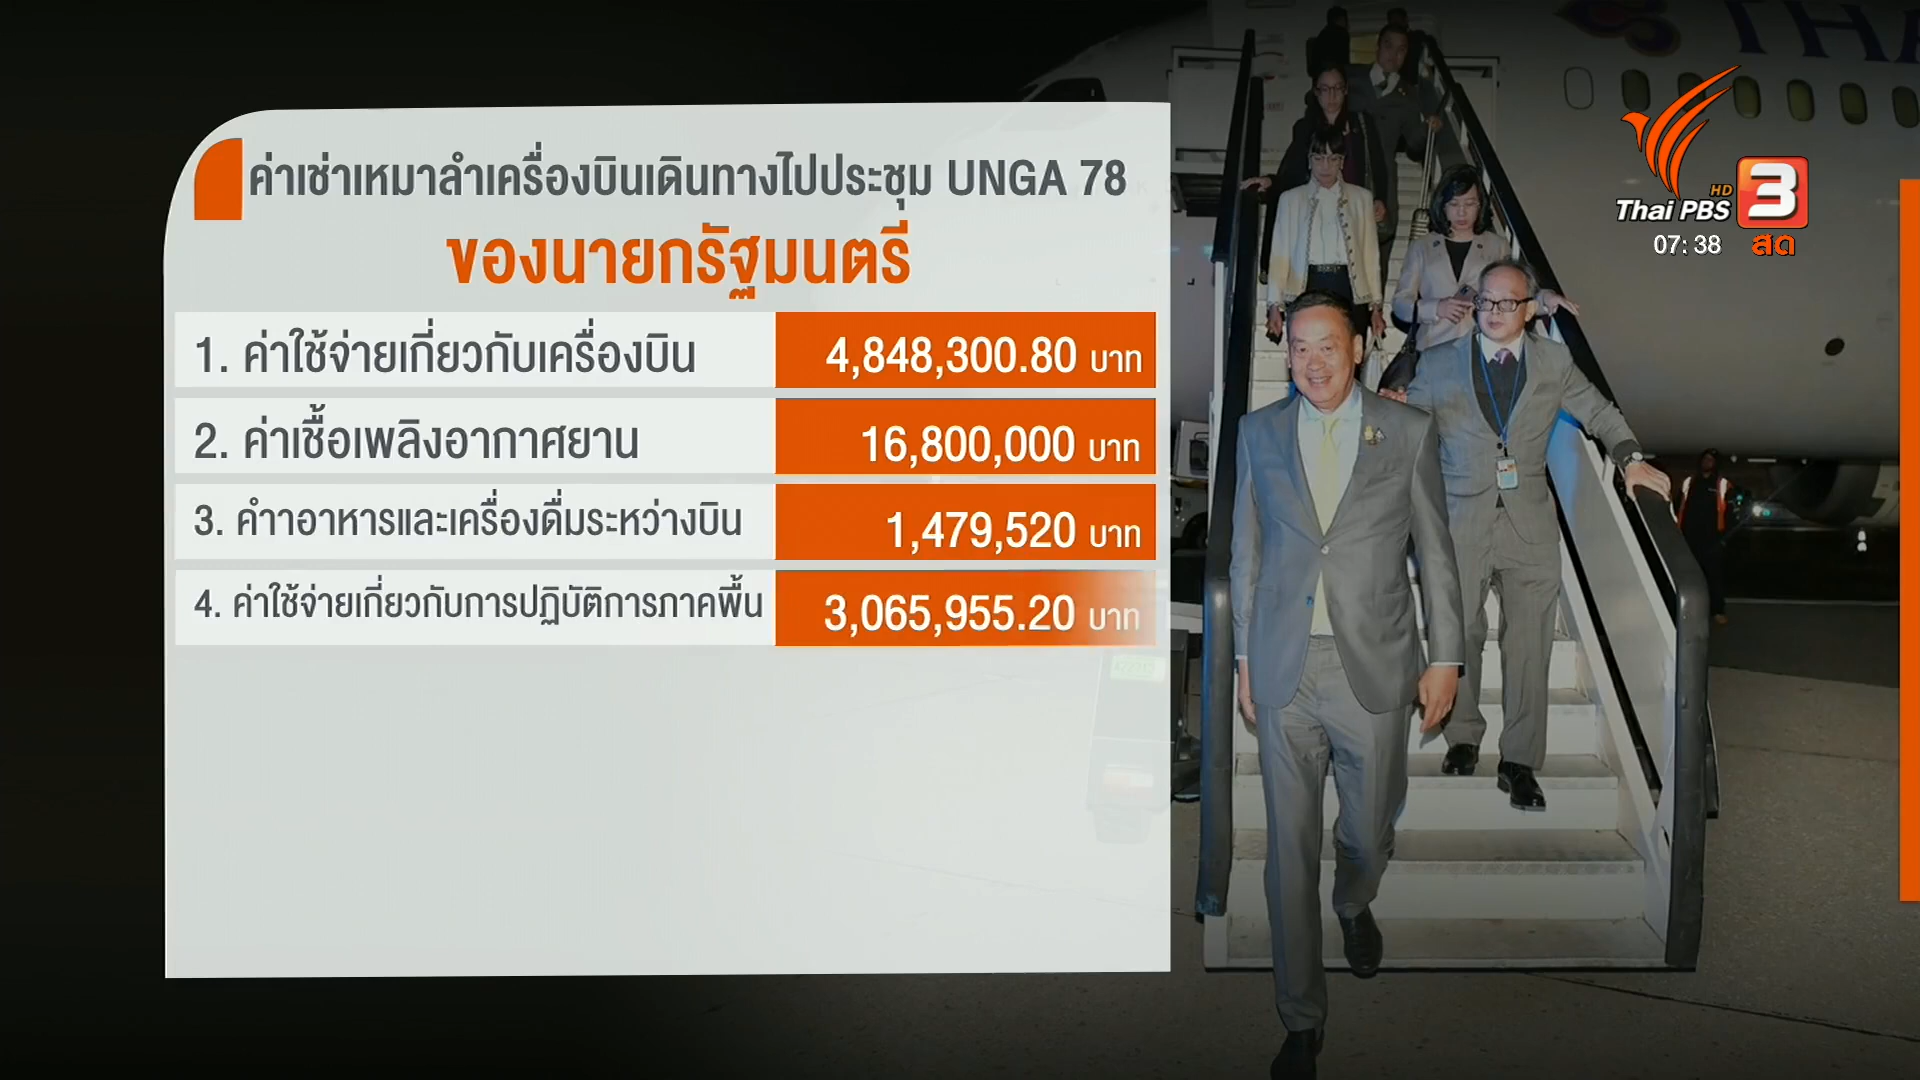 ค่าเช่าเหมาลำเครื่องบินเดินทางไปประชุม UNGA 78
ของนายกรัฐมนตรี
1. ค่าใช้จ่ายเกี่ยวกับเครื่องบิน 4,848,300.80 บาท
2. ค่าเชื้อเพลิงอากาศยาน 16,800,000 บาท
3. คำาอาหารและเครื่องดื่มระหว่างบิน 1,479,520 บาท
4. ค่าใช้จ่ายเกี่ยวกับการปฏิบัติการภาคพื้น 3,065,955.20 บาท
THA
HD
Thai PBS 3
07:38 สด